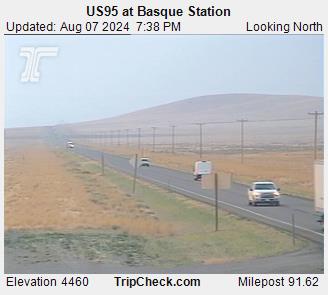 US95 at Basque Station
Updated: Aug 07 2024 7:38 PM Looking North
Elevation 4460 TripCheck.com Milepost 91.62